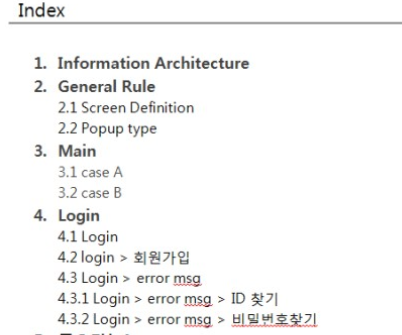 Index
1. Information Architecture
2. General Rule
2.1 Screen Definition
2.2 Popup type
3. Main
3.1 case A
3.2 case B
4. Login
4.1 Login
4.2 login > 회원가입
4.3 Login > error msg
4.3.1 Login > error msg > ID 찾기
4.3.2 Login > error msg > 비밀번호찾기